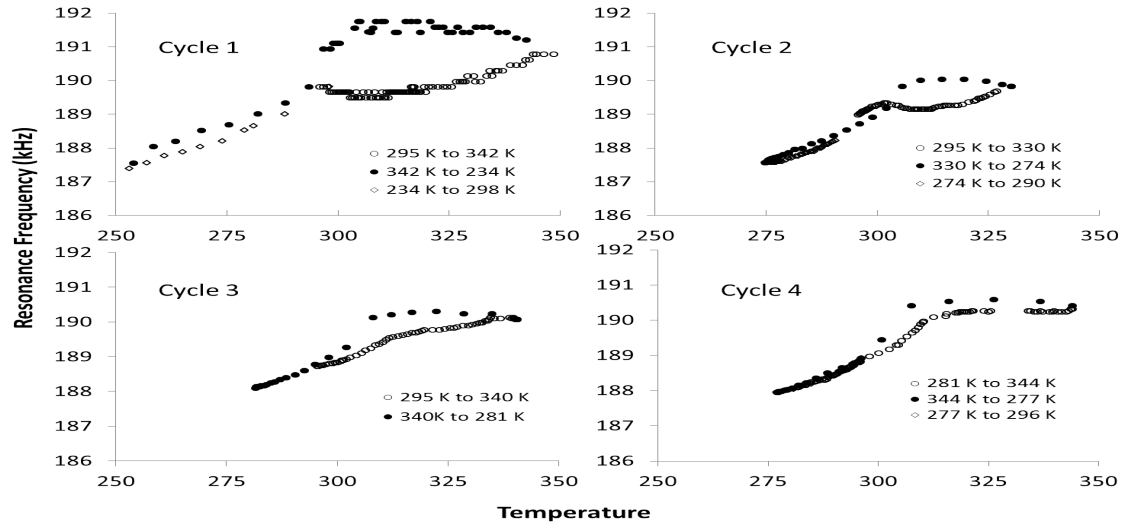 192
191
190
189
188
187
186
250
275
300
325
350
Cycle 1
295 K to 342 K
342 K to 234 K
234 K to 298 K
192
191
190
189
188
187
186
250
275
300
325
350
Cycle 2
295 K to 330 K
330 K to 274 K
274 K to 290 K
Resonance Frequency (kHz)
192
191
190
189
188
187
186
250
275
300
325
350
Cycle 3
295 K to 340 K
340K to 281 K
192
191
190
189
188
187
186
250
275
300
325
350
Cycle 4
281 K to 344 K
344 K to 277 K
277 K to 296 K
Temperature